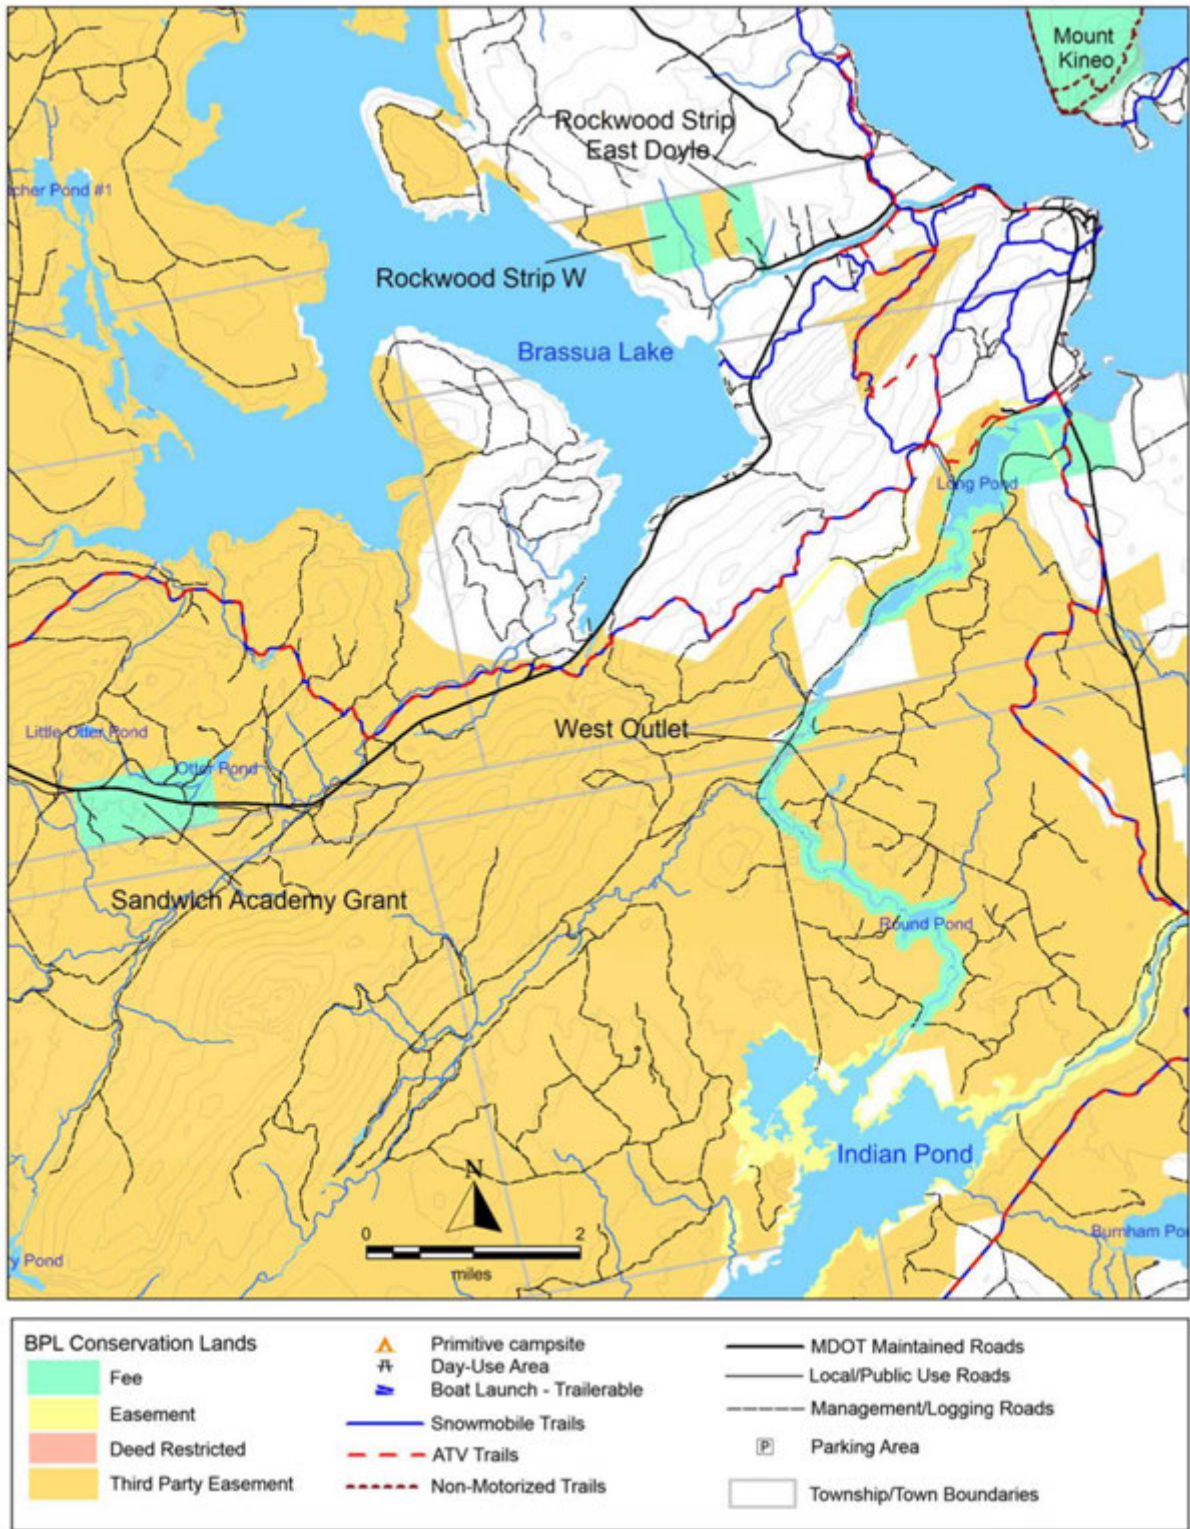 Mount
Kineo
Rockwood Strip
East Doyle
cher Pond #1
Rockwood Strip W
Brassua Lake
Long Pond
West Outlet
Little Otter Pond
Otter Pond
Sandwich Academy Grant
Round Pond
Indian Pond
N
0 2
miles
Burnham Pon
y Pond
BPL Conservation Lands
Fee
Easement
Deed Restricted
Third Party Easement
Primitive campsite
Day-Use Area
Boat Launch - Trailerable
Snowmobile Trails
ATV Trails
Non-Motorized Trails
MDOT Maintained Roads
Local/Public Use Roads
Management/Logging Roads
P Parking Area
Township/Town Boundaries